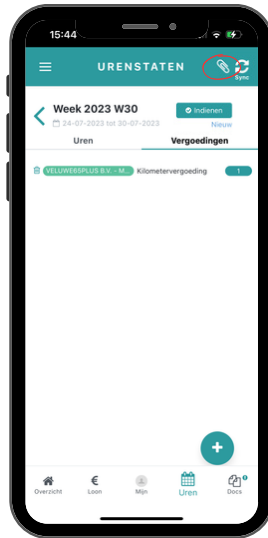 15:44
URENSTATEN
Sync
Week 2023 W30
Indienen
24-07-2023 tot 30-07-2023
Nieuw
Uren Vergoedingen
VELUWE65PLUS B.V. - M... Kilometervergoeding 1
+
Overzicht Loon Mijn Uren Docs